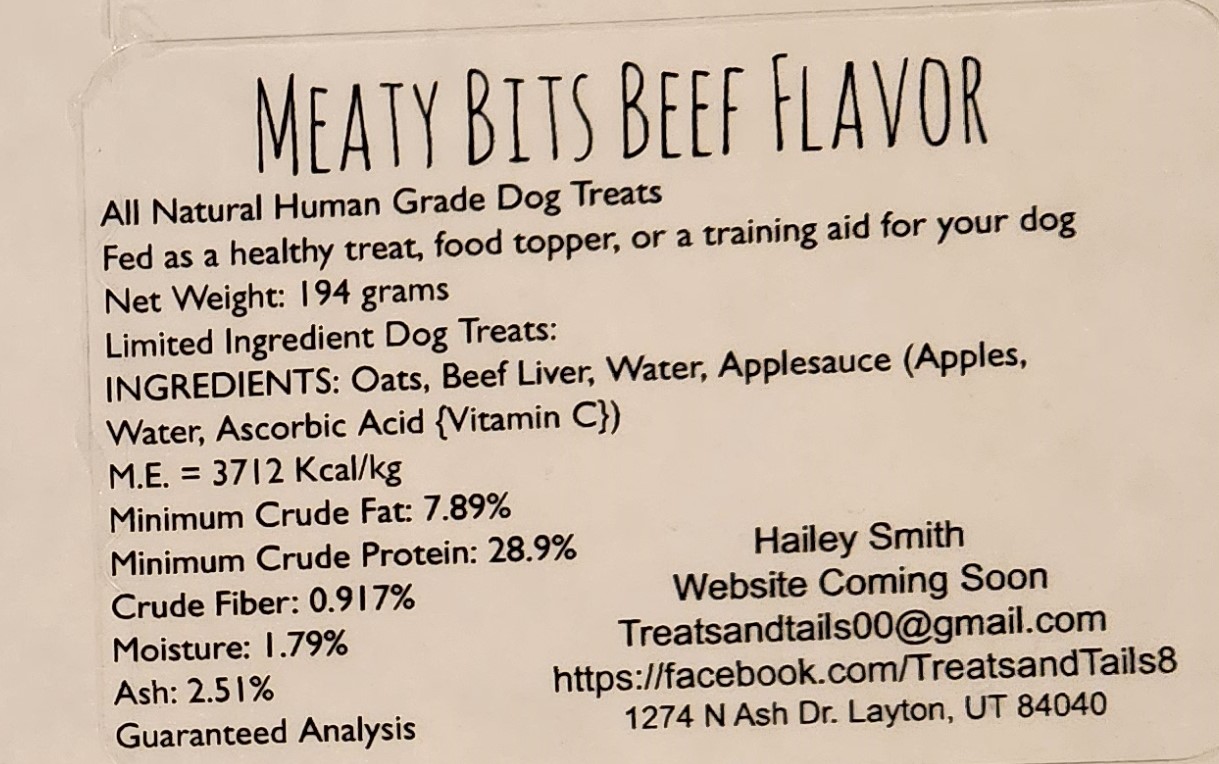 MEATY BITS BEEF FLAVOR
All Natural Human Grade Dog Treats
Fed as a healthy treat, food topper, or a training aid for your dog
Net Weight: 194 grams
Limited Ingredient Dog Treats:
INGREDIENTS: Oats, Beef Liver, Water, Applesauce (Apples,
Water, Ascorbic Acid {Vitamin C})
M.E. = 3712 Kcal/kg
Minimum Crude Fat: 7.89%
Minimum Crude Protein: 28.9%
Crude Fiber: 0.917%
Moisture: 1.79%
Ash: 2.51%
Guaranteed Analysis
Hailey Smith
Website Coming Soon
Treatsandtails00@gmail.com
https://facebook.com/TreatsandTails8
1274 N Ash Dr. Layton, UT 84040